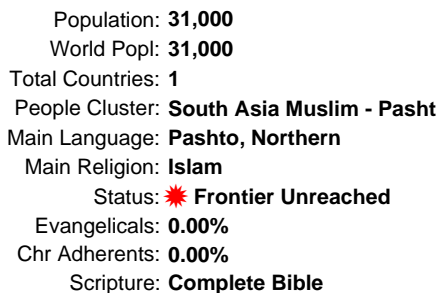 Population: 31,000
World Popl: 31,000
Total Countries: 1
People Cluster: South Asia Muslim - Pasht
Main Language: Pashto, Northern
Main Religion: Islam
Status: Frontier Unreached
Evangelicals: 0.00%
Chr Adherents: 0.00%
Scripture: Complete Bible